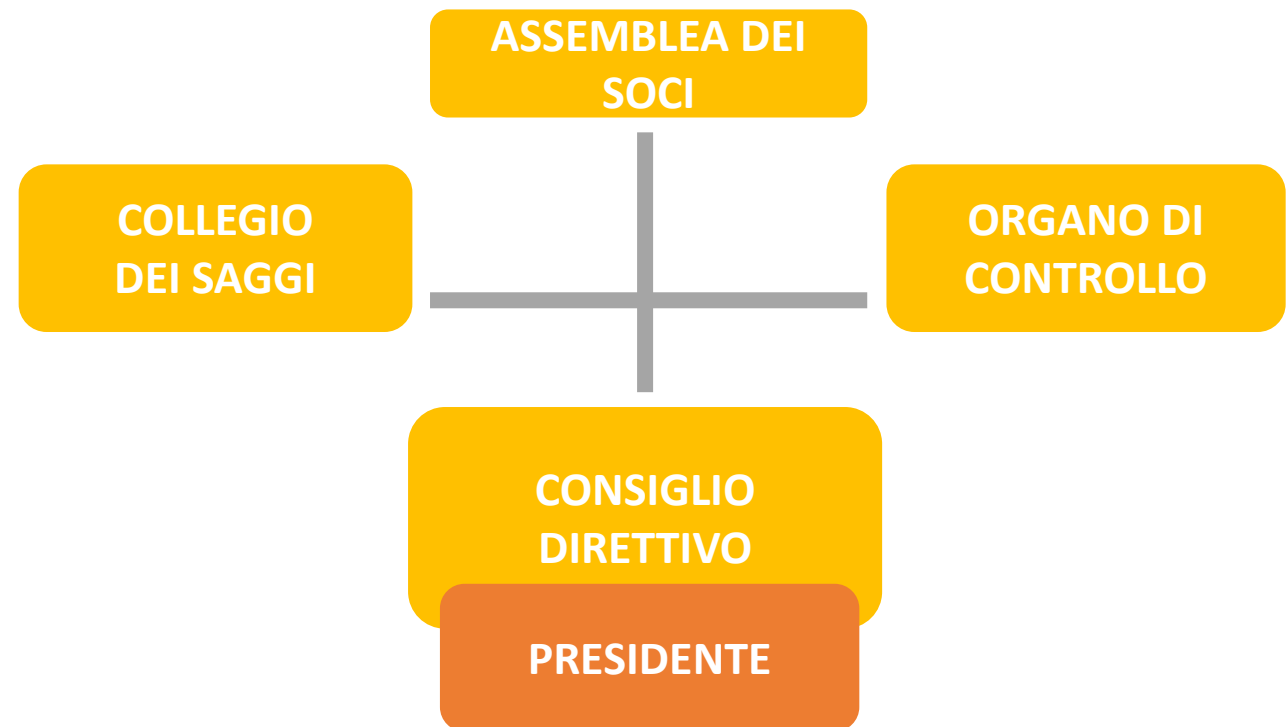 ASSEMBLEA DEI
SOCI
COLLEGIO
DEI SAGGI
ORGANO DI
CONTROLLO
CONSIGLIO
DIRETTIVO
PRESIDENTE